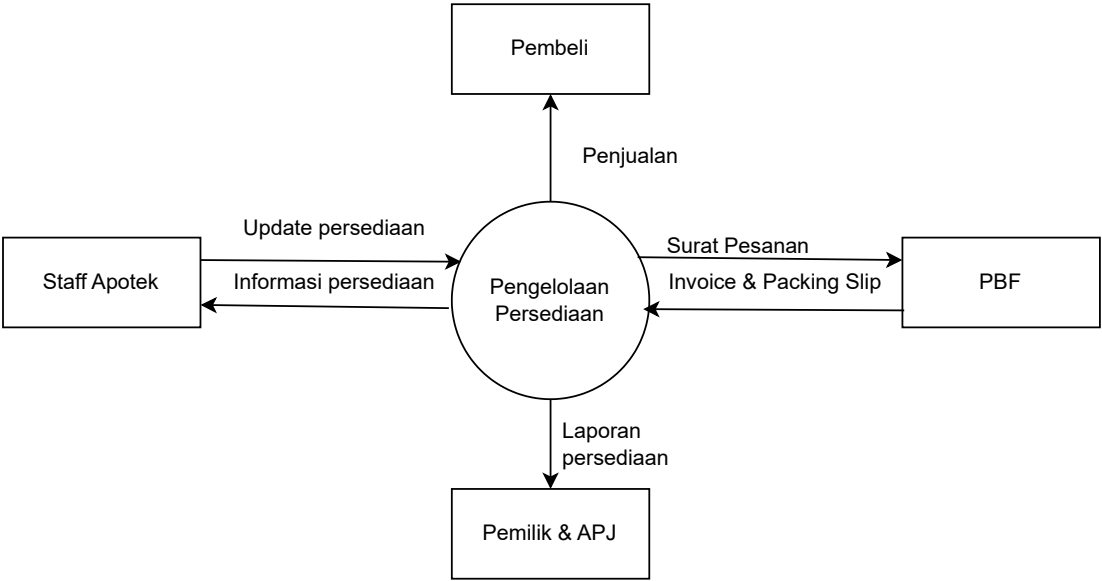 Pembeli
Penjualan
Update persediaan
Surat Pesanan
Staff Apotek
Informasi persediaan
Pengelolaan
Persediaan
Invoice & Packing Slip
PBF
Laporan
persediaan
Pemilik & APJ